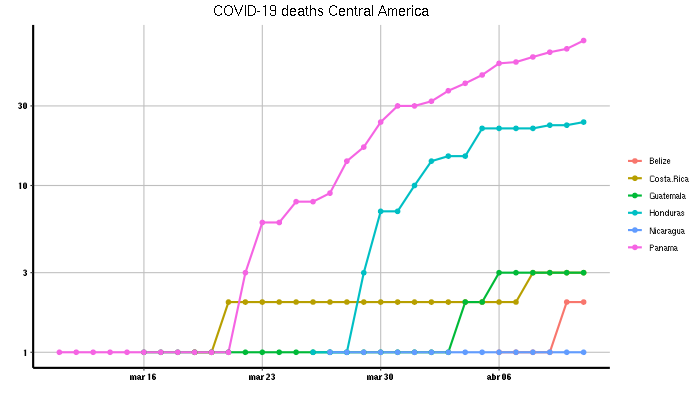 COVID-19 deaths Central America
30
10
3
1
mar 16
mar 23
mar 30
abr 06
Belize
Costa.Rica
Guatemala
Honduras
Nicaragua
Panama